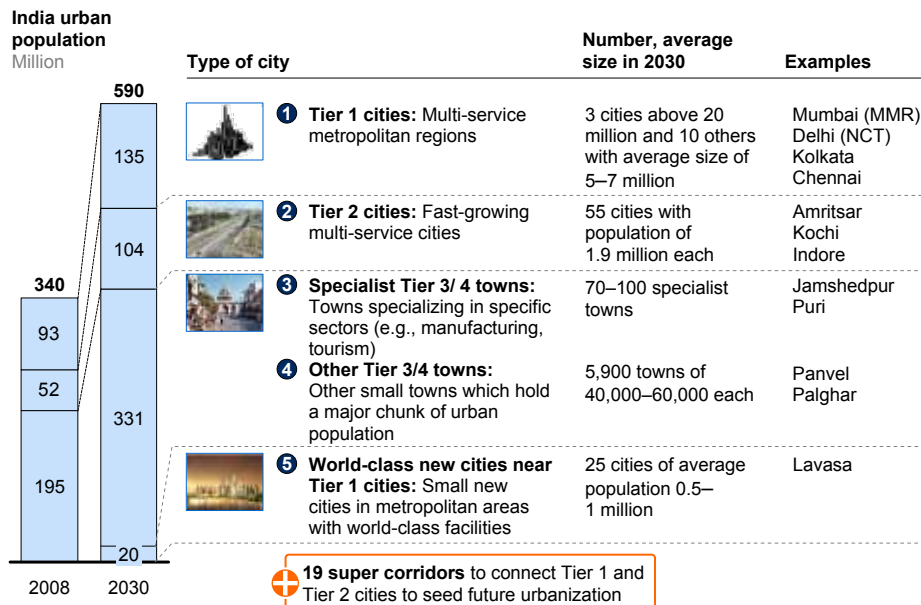 India urban
population
Million
Type of city
Number, average
size in 2030
Examples
590
135
104
331
20
340
93
52
195
2008
2030
1 Tier 1 cities: Multi-service
metropolitan regions
3 cities above 20
million and 10 others
with average size of
5–7 million
Mumbai (MMR)
Delhi (NCT)
Kolkata
Chennai
2 Tier 2 cities: Fast-growing
multi-service cities
55 cities with
population of
1.9 million each
Amritsar
Kochi
Indore
3 Specialist Tier 3/ 4 towns:
Towns specializing in specific
sectors (e.g., manufacturing,
tourism)
70–100 specialist
towns
Jamshedpur
Puri
4 Other Tier 3/4 towns:
Other small towns which hold
a major chunk of urban
population
5,900 towns of
40,000–60,000 each
Panvel
Palghar
5 World-class new cities near
Tier 1 cities: Small new
cities in metropolitan areas
with world-class facilities
25 cities of average
population 0.5–
1 million
Lavasa
19 super corridors to connect Tier 1 and
Tier 2 cities to seed future urbanization